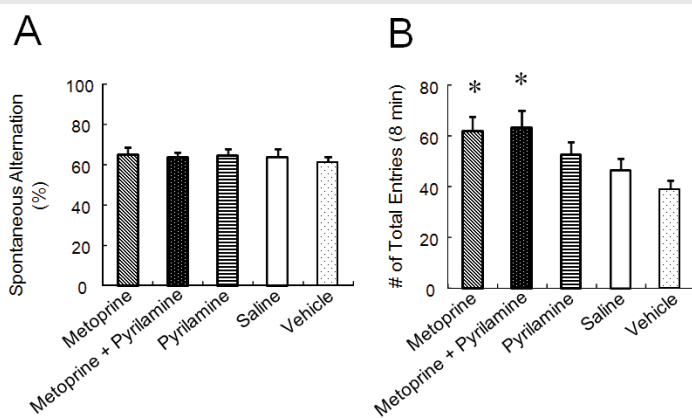 A
Spontaneous Alternation
(%)
100
80
60
40
20
0
Metoprine
Metoprine + Pyrilamine
Pyrilamine
Saline
Vehicle
B
# of Total Entries (8 min)
80
60
40
20
0
* *
Metoprine
Metoprine + Pyrilamine
Pyrilamine
Saline
Vehicle